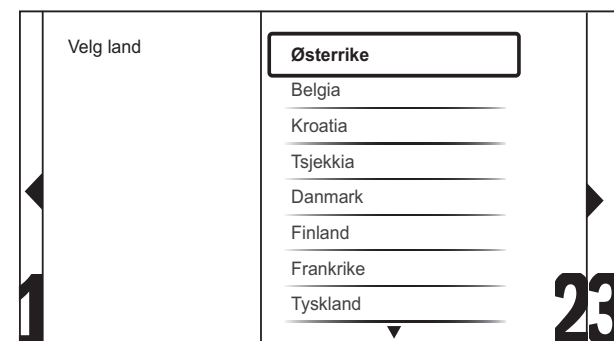 Velg land
Østerrike
Belgia
Kroatia
Tsjekkia
Danmark
Finland
Frankrike
Tyskland
1
23